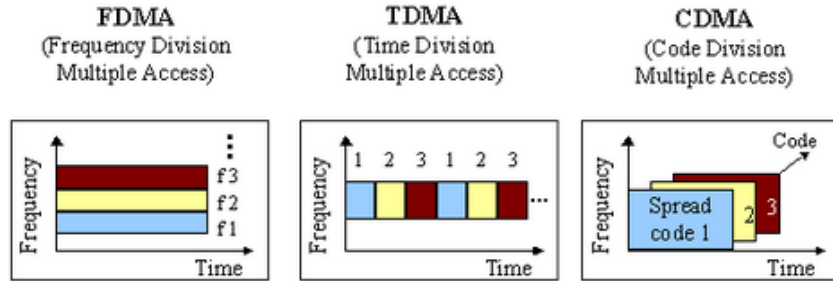 FDMA
(Frequency Division
Multiple Access)
TDMA
(Time Division
Multiple Access)
CDMA
(Code Division
Multiple Access)
Frequency
f3
f2
f1
Time
Frequency
1 2 3 1 2 3
...
Time
Frequency
Code
Spread
code 1
2
3
Time